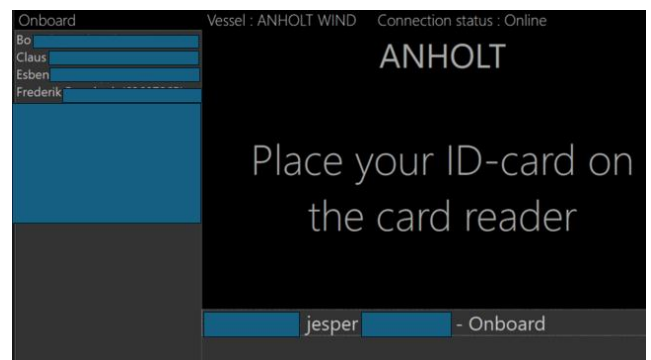 Onboard
Vessel : ANHOLT WIND Connection status : Online
Bo
Claus
Esben
Frederik
ANHOLT
Place your ID-card on
the card reader
jesper - Onboard